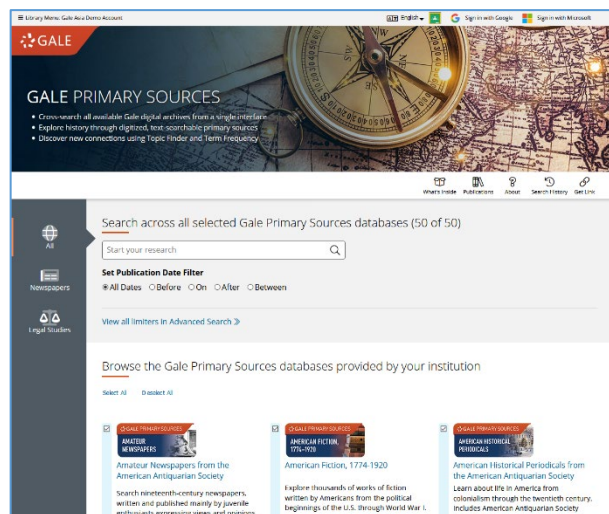 Library Menu: Gale Asia Demo Account
English
Sign in with Google
Sign in with Microsoft
GALE
GALE PRIMARY SOURCES
Cross-search all available Gale digital archives from a single interface
Explore history through digitized, text-searchable primary sources
Discover new connections using Topic Finder and Term Frequency
What's Inside
Publications
About
Search History
Get Link
All
Newspapers
Legal Studies
Search across all selected Gale Primary Sources databases (50 of 50)
Start your research
Set Publication Date Filter
All Dates Before On After Between
View all limiters in Advanced Search »
Browse the Gale Primary Sources databases provided by your institution
Select All Deselect All
GALE PRIMARY SOURCES
AMATEUR
NEWSPAPERS
Amateur Newspapers from the
American Antiquarian Society
Search nineteenth-century newspapers,
written and published mainly by juvenile
enthusiasts expressing views and opinions
GALE PRIMARY SOURCES
AMERICAN FICTION,
1774–1920
American Fiction, 1774-1920
Explore thousands of works of fiction
written by Americans from the political
beginnings of the U.S. through World War I.
GALE PRIMARY SOURCES
AMERICAN HISTORICAL
PERIODICALS
American Historical Periodicals from
the American Antiquarian Society
Learn about life in America from
colonialism through the twentieth century.
Includes American Antiquarian Society